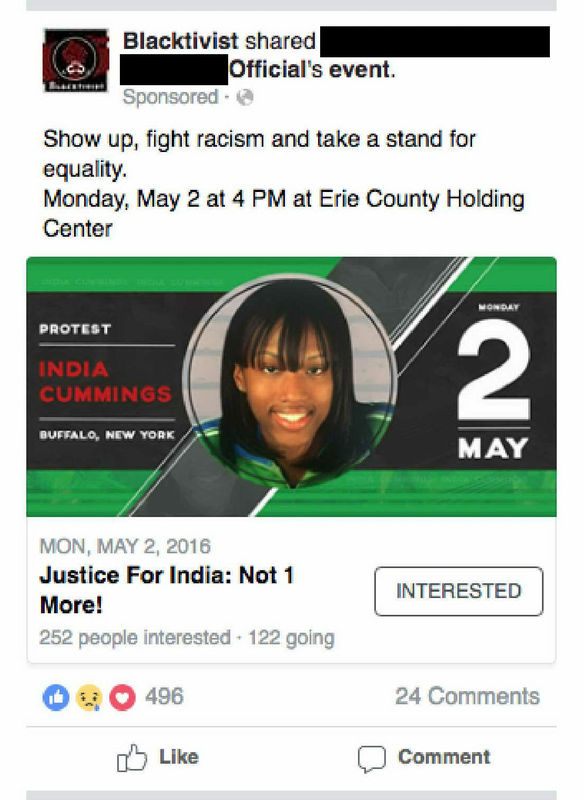 Blacktivist shared
Official's event.
Sponsored ·
Show up, fight racism and take a stand for
equality.
Monday, May 2 at 4 PM at Erie County Holding
Center
BLACKTIVIST
PROTEST
INDIA
CUMMINGS
BUFFALO, NEW YORK
MONDAY
2
MAY
MON, MAY 2, 2016
Justice For India: Not 1
More!
INTERESTED
252 people interested · 122 going
496
24 Comments
Like
Comment